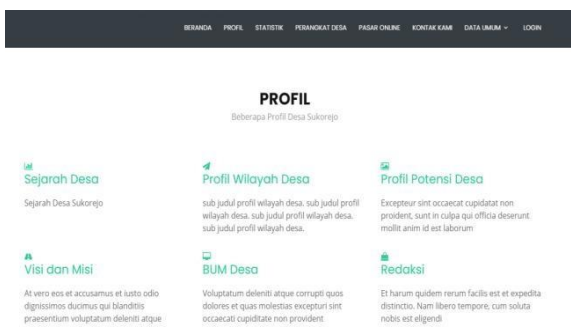 BERANDA PROFIL STATISTIK PERANGKAT DESA PASAR ONLINE KONTAK KAMI DATA UMUM LOGIN
PROFIL
Beberapa Profil Desa Sukorejo
Sejarah Desa
Sejarah Desa Sukorejo
Profil Wilayah Desa
sub judul profil wilayah desa. sub judul profil
wilayah desa. sub judul profil wilayah desa.
sub judul profil wilayah desa.
Profil Potensi Desa
Excepteur sint occaecat cupidatat non
proident, sunt in culpa qui officia deserunt
mollit anim id est laborum
Visi dan Misi
At vero eos et accusamus et iusto odio
dignissimos ducimus qui blanditiis
praesentium voluptatum deleniti atque
BUM Desa
Voluptatum deleniti atque corrupti quos
dolores et quas molestias excepturi sint
occaecati cupiditate non provident
Redaksi
Et harum quidem rerum facilis est et expedita
distinctio. Nam libero tempore, cum soluta
nobis est eligendi